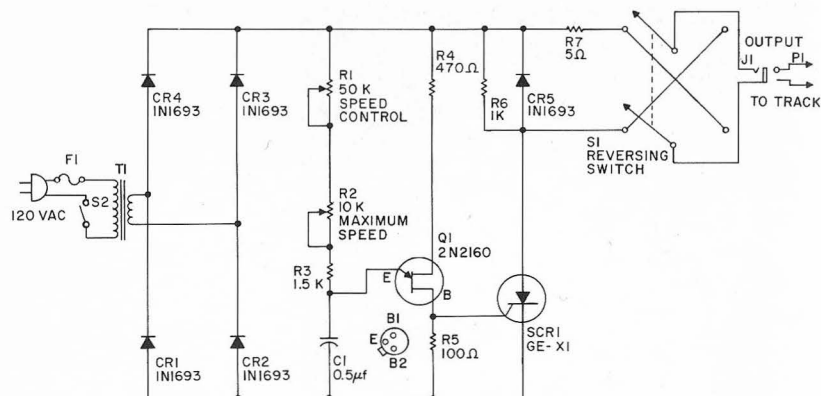 F1
T1
S2
120 VAC
CR4
1N1693
CR3
1N1693
CR1
1N1693
CR2
1N1693
R1
50 K
SPEED
CONTROL
R2
10K
MAXIMUM
SPEED
R3
1.5 K
C1
0.5µf
R4
470Ω
Q1
2N2160
E
B
B1
E
B2
R5
100Ω
R6
1K
CR5
1N1693
R7
5Ω
SCR1
GE-X1
S1
REVERSING
SWITCH
OUTPUT
J1
P1
TO TRACK